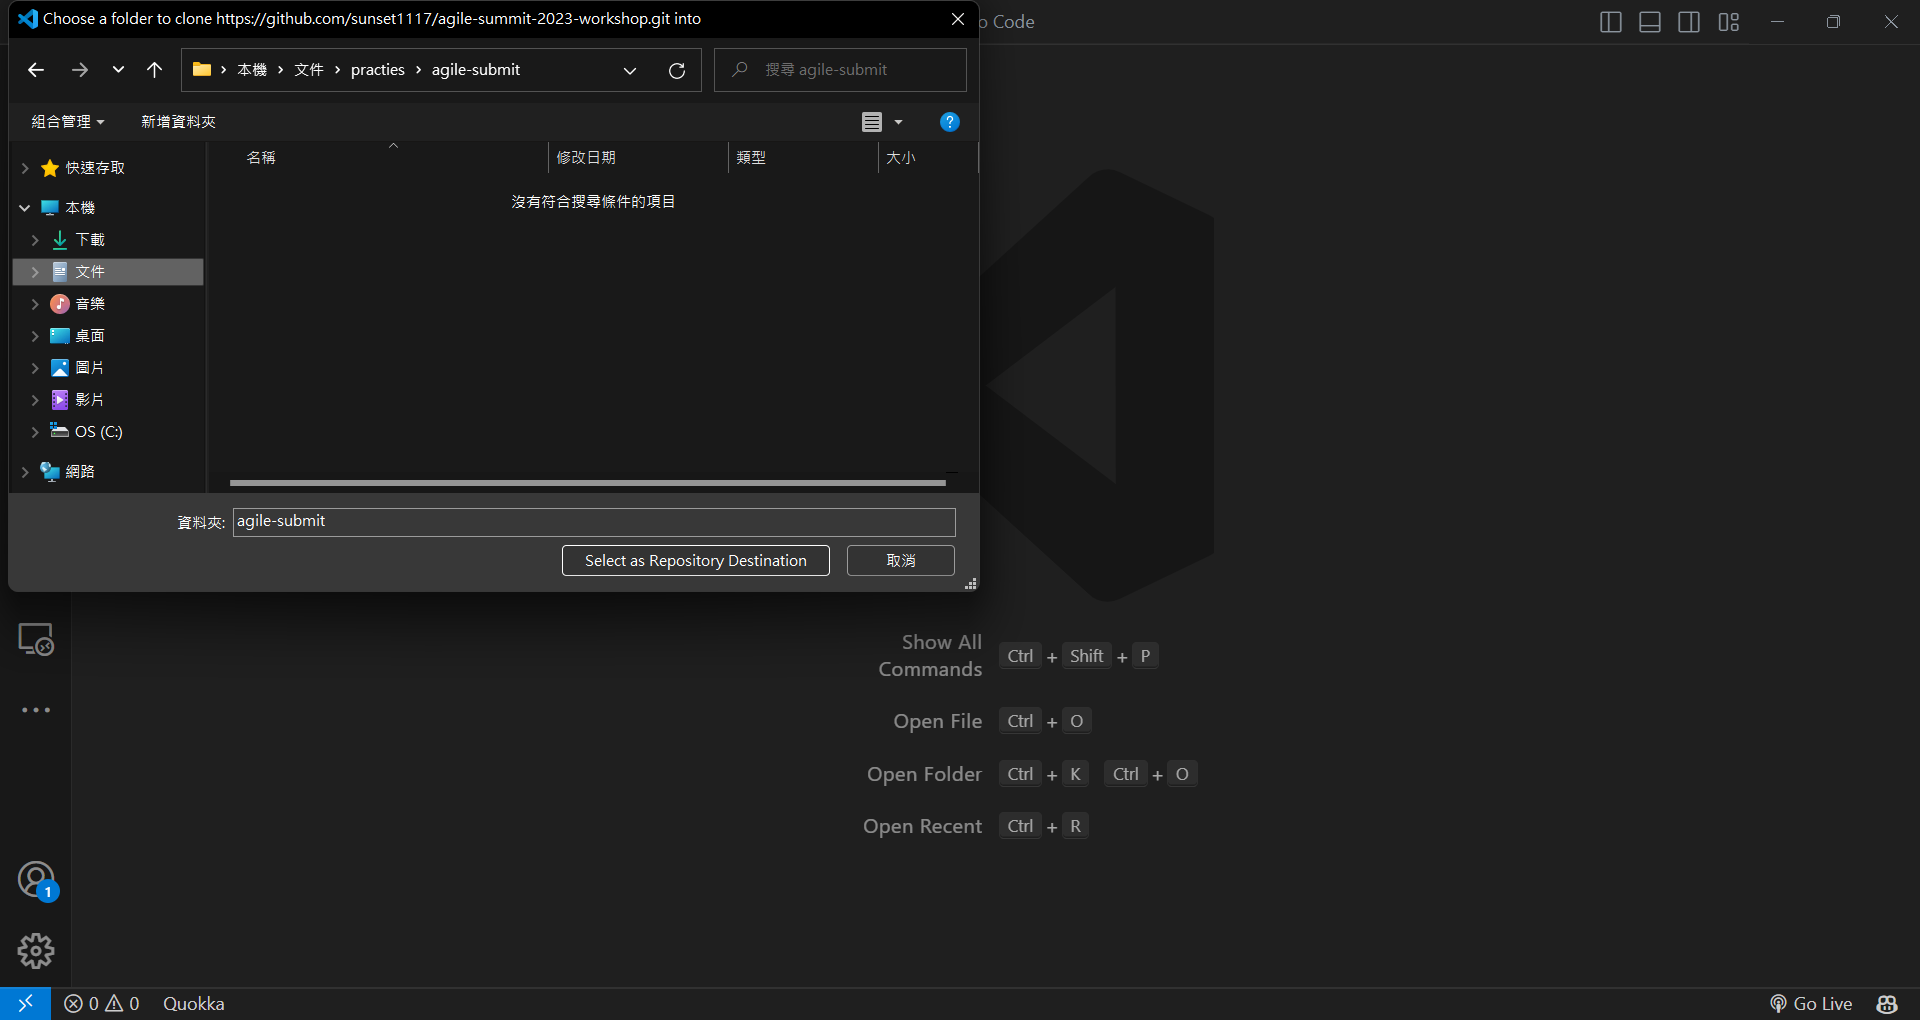 Choose a folder to clone https://github.com/sunset1117/agile-summit-2023-workshop.git into
o Code
本機 > 文件 > practies > agile-submit
搜尋 agile-submit
組合管理 新增資料夾
名稱 修改日期 類型 大小
沒有符合搜尋條件的項目
快速存取
本機
下載
文件
音樂
桌面
圖片
影片
OS (C:)
網路
資料夾: agile-submit
Select as Repository Destination 取消
Show All
Commands Ctrl + Shift + P
Open File Ctrl + O
Open Folder Ctrl + K Ctrl + O
Open Recent Ctrl + R
1
0 0 Quokka Go Live